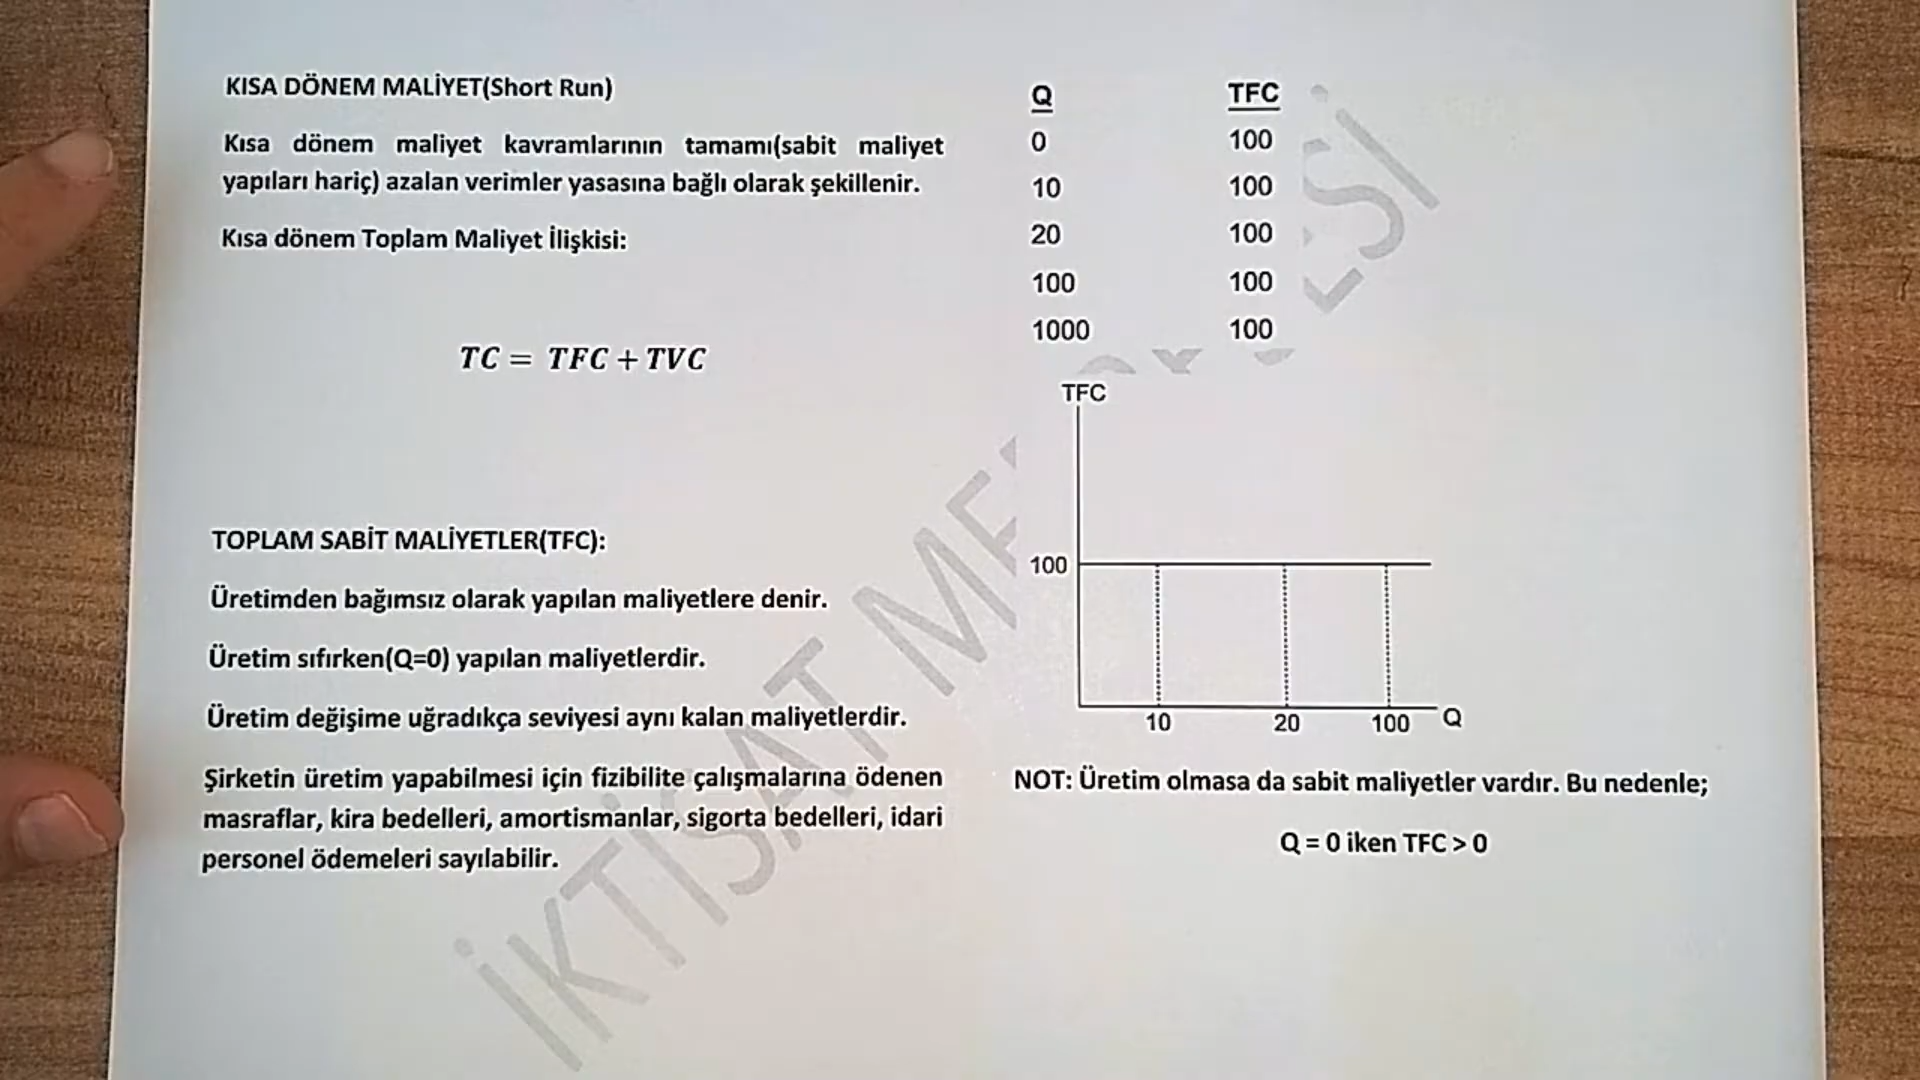 KISA DÖNEM MALİYET(Short Run)
Kısa dönem maliyet kavramlarının tamamı(sabit maliyet
yapıları hariç) azalan verimler yasasına bağlı olarak şekillenir.
Kısa dönem Toplam Maliyet İlişkisi:
TC = TFC + TVC
TOPLAM SABİT MALİYETLER(TFC):
Üretimden bağımsız olarak yapılan maliyetlere denir.
Üretim sıfırken(Q=0) yapılan maliyetlerdir.
Üretim değişime uğradıkça seviyesi aynı kalan maliyetlerdir.
Şirketin üretim yapabilmesi için fizibilite çalışmalarına ödenen
masraflar, kira bedelleri, amortismanlar, sigorta bedelleri, idari
personel ödemeleri sayılabilir.
Q TFC
0 100
10 100
20 100
100 100
1000 100
TFC
100
10 20 100 Q
NOT: Üretim olmasa da sabit maliyetler vardır. Bu nedenle;
Q = 0 iken TFC > 0
İKTİSAT